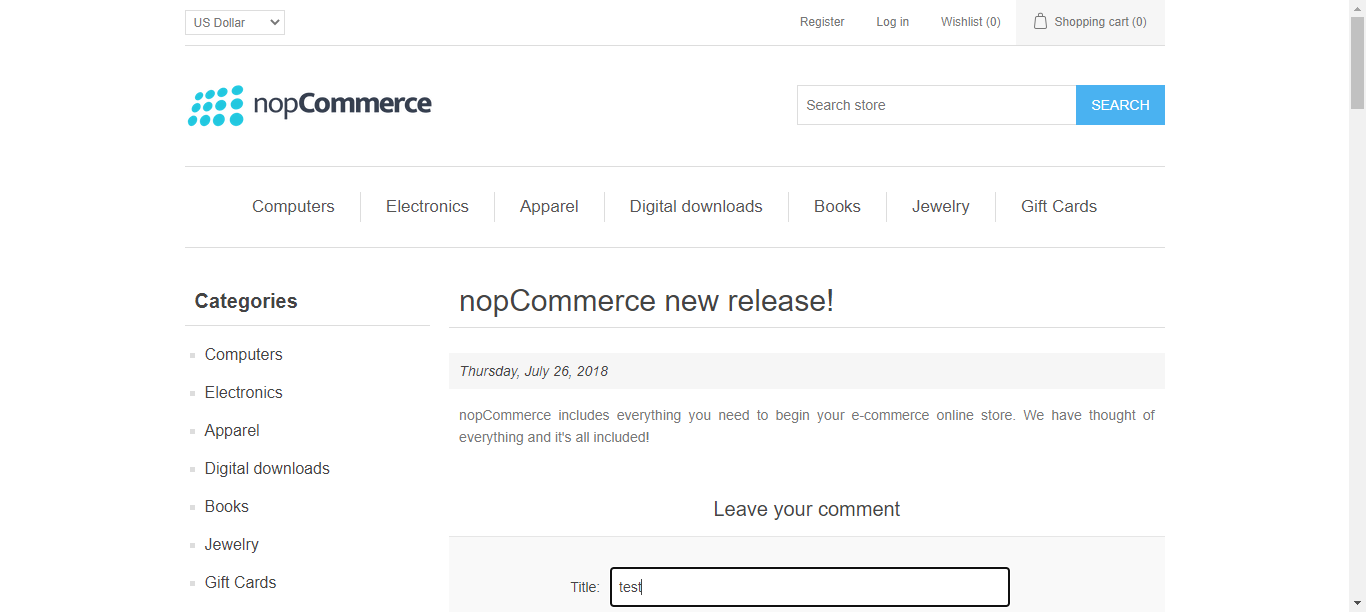 US Dollar
Register
Log in
Wishlist (0)
Shopping cart (0)
nopCommerce
Search store
SEARCH
Computers
Electronics
Apparel
Digital downloads
Books
Jewelry
Gift Cards
Categories
Computers
Electronics
Apparel
Digital downloads
Books
Jewelry
Gift Cards
nopCommerce new release!
Thursday, July 26, 2018
nopCommerce includes everything you need to begin your e-commerce online store. We have thought of
everything and it's all included!
Leave your comment
Title:
test